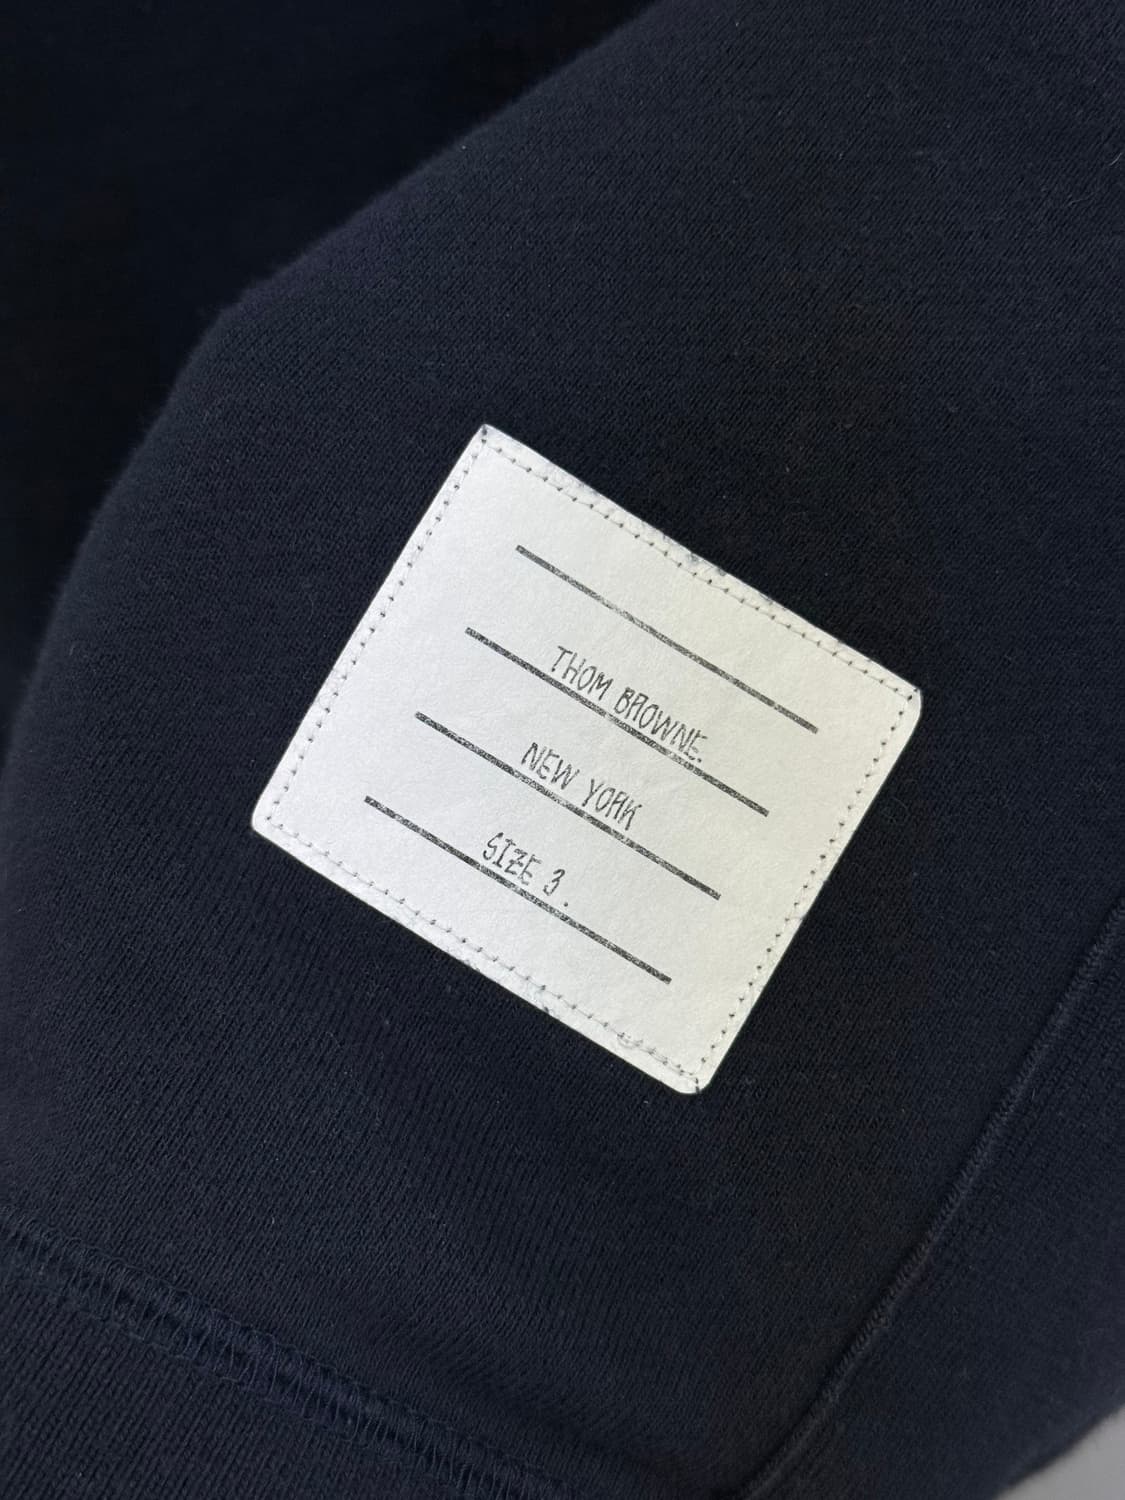 THOM BROWNE.
NEW YORK
SIZE 3.